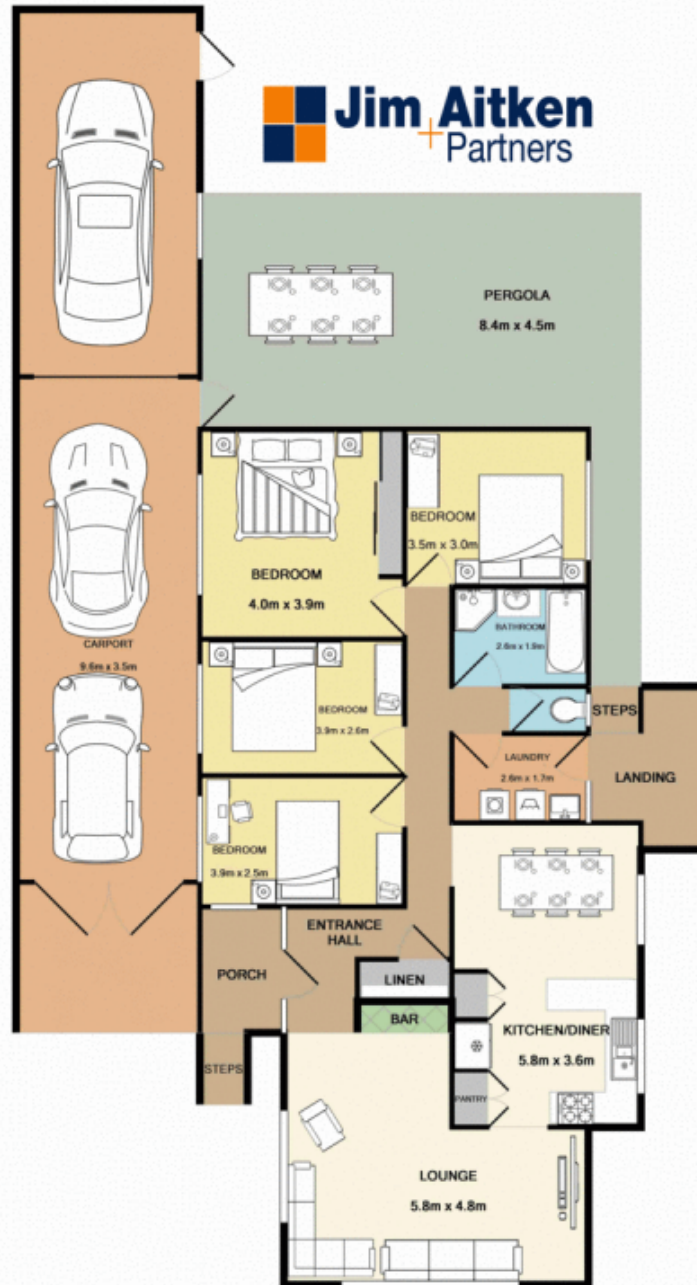 Jim Aitken
+ Partners
PERGOLA
8.4m x 4.5m
BEDROOM
3.5m x 3.0m
BEDROOM
4.0m x 3.9m
BATHROOM
2.6m x 1.9m
CARPORT
9.6m x 3.5m
BEDROOM
3.9m x 2.6m
STEPS
LAUNDRY
2.6m x 1.7m
LANDING
BEDROOM
3.9m x 2.5m
ENTRANCE
HALL
PORCH
LINEN
BAR
KITCHEN/DINER
5.8m x 3.6m
STEPS
PANTRY
LOUNGE
5.8m x 4.8m